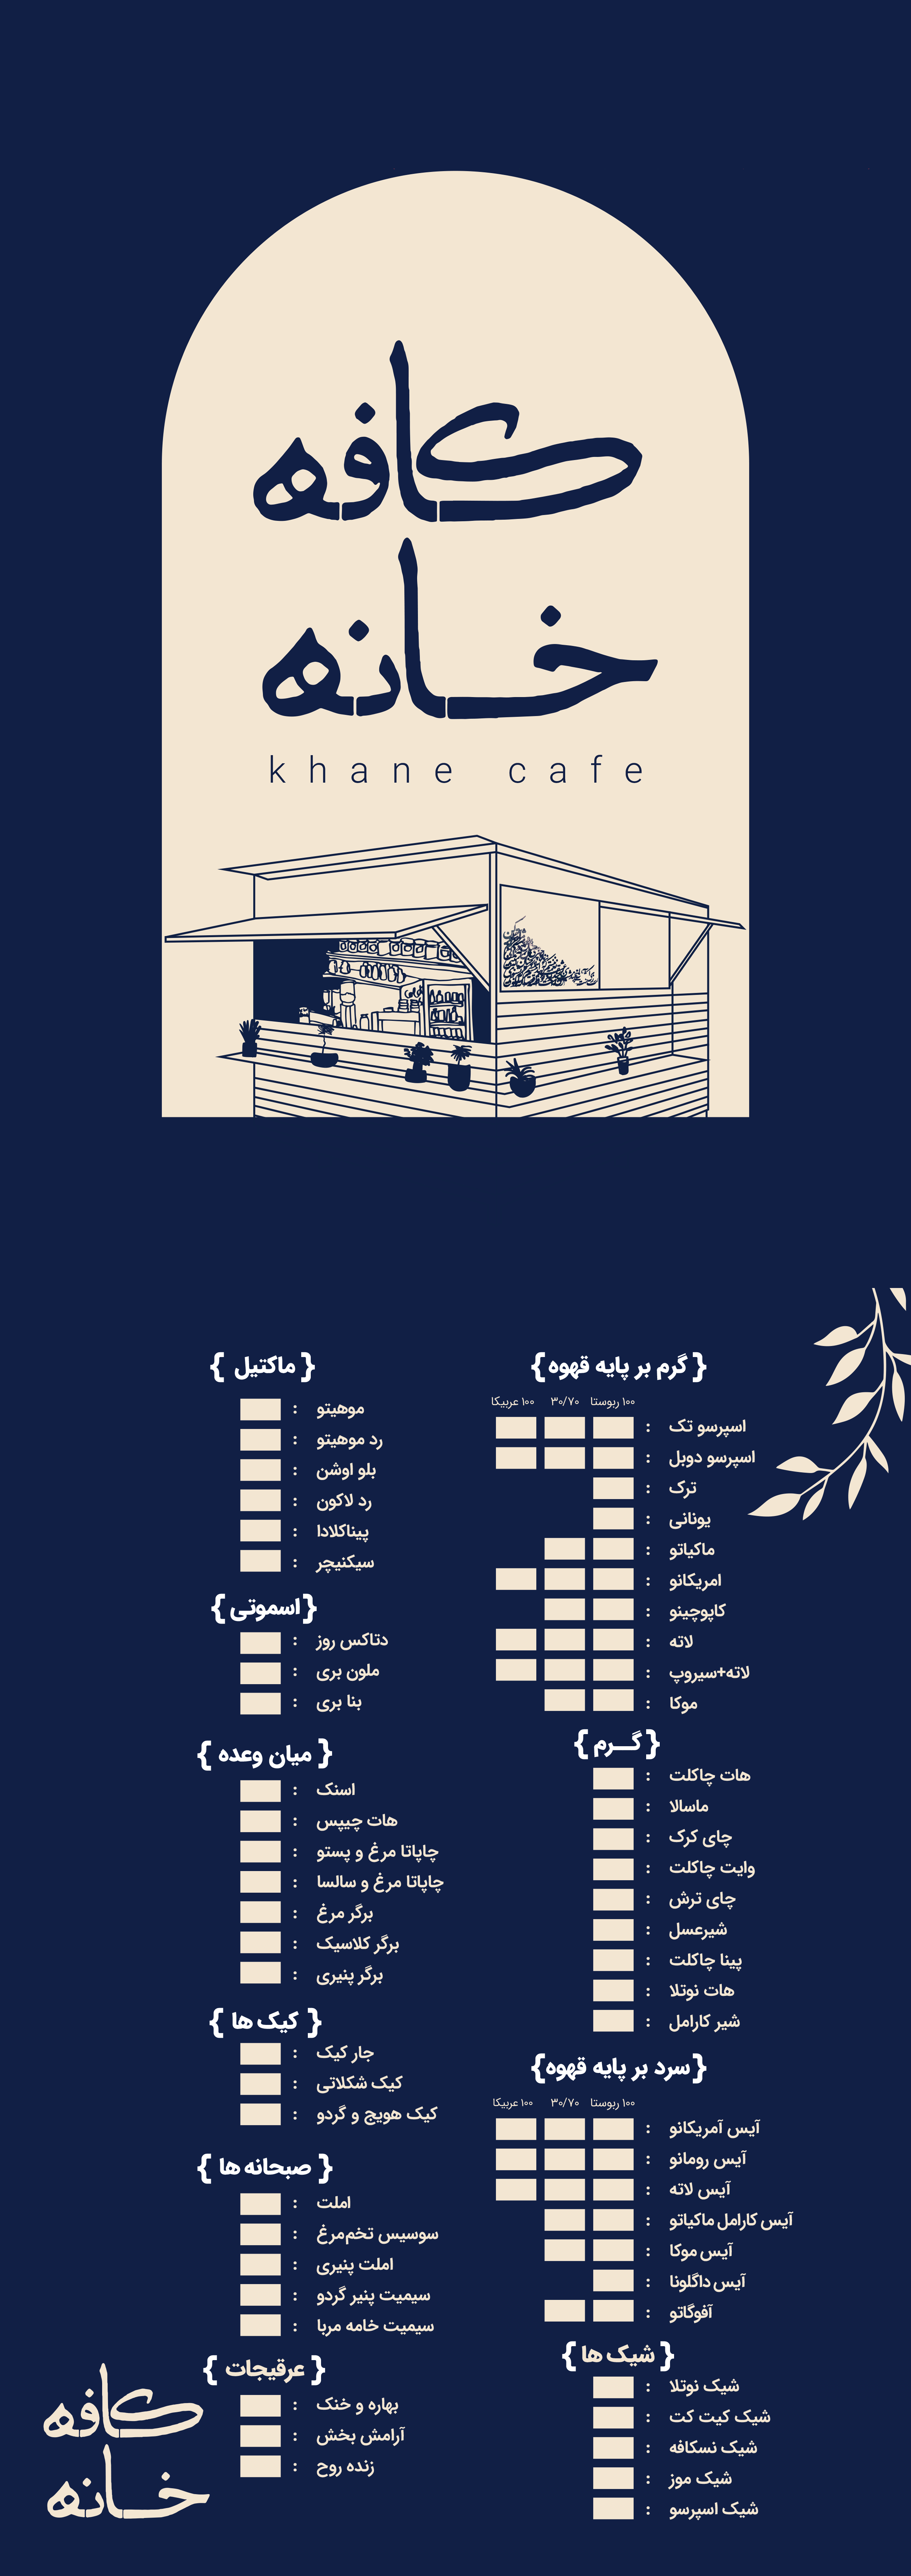 کافه
خانه
khane cafe
{ گرم بر پایه قهوه }
۱۰۰ ربوستا ۳۰/۷۰ ۱۰۰ عربیکا
اسپرسو تک :
اسپرسو دوبل :
ترک :
یونانی :
ماکیاتو :
امریکانو :
کاپوچینو :
لاته :
لاته+سیروپ :
موکا :
{ گــرم }
هات چاکلت :
ماسالا :
چای کرک :
وایت چاکلت :
چای ترش :
شیرعسل :
پینا چاکلت :
هات نوتلا :
شیر کارامل :
{ سرد بر پایه قهوه }
۱۰۰ ربوستا ۳۰/۷۰ ۱۰۰ عربیکا
آیس آمریکانو :
آیس رومانو :
آیس لاته :
آیس کارامل ماکیاتو :
آیس موکا :
آیس داگلونا :
آفوگاتو :
{ شیک ها }
شیک نوتلا :
شیک کیت کت :
شیک نسکافه :
شیک موز :
شیک اسپرسو :
{ ماکتیل }
موهیتو :
رد موهیتو :
بلو اوشن :
رد لاکون :
پیناکلادا :
سیکنیچر :
{ اسموتی }
دتاکس روز :
ملون بری :
بنا بری :
{ میان وعده }
اسنک :
هات چیپس :
چاپاتا مرغ و پستو :
چاپاتا مرغ و سالسا :
برگر مرغ :
برگر کلاسیک :
برگر پنیری :
{ کیک ها }
جار کیک :
کیک شکلاتی :
کیک هویج و گردو :
{ صبحانه ها }
املت :
سوسیس تخم‌مرغ :
املت پنیری :
سیمیت پنیر گردو :
سیمیت خامه مربا :
{ عرقیجات }
بهاره و خنک :
آرامش بخش :
زنده روح :
کافه
خانه